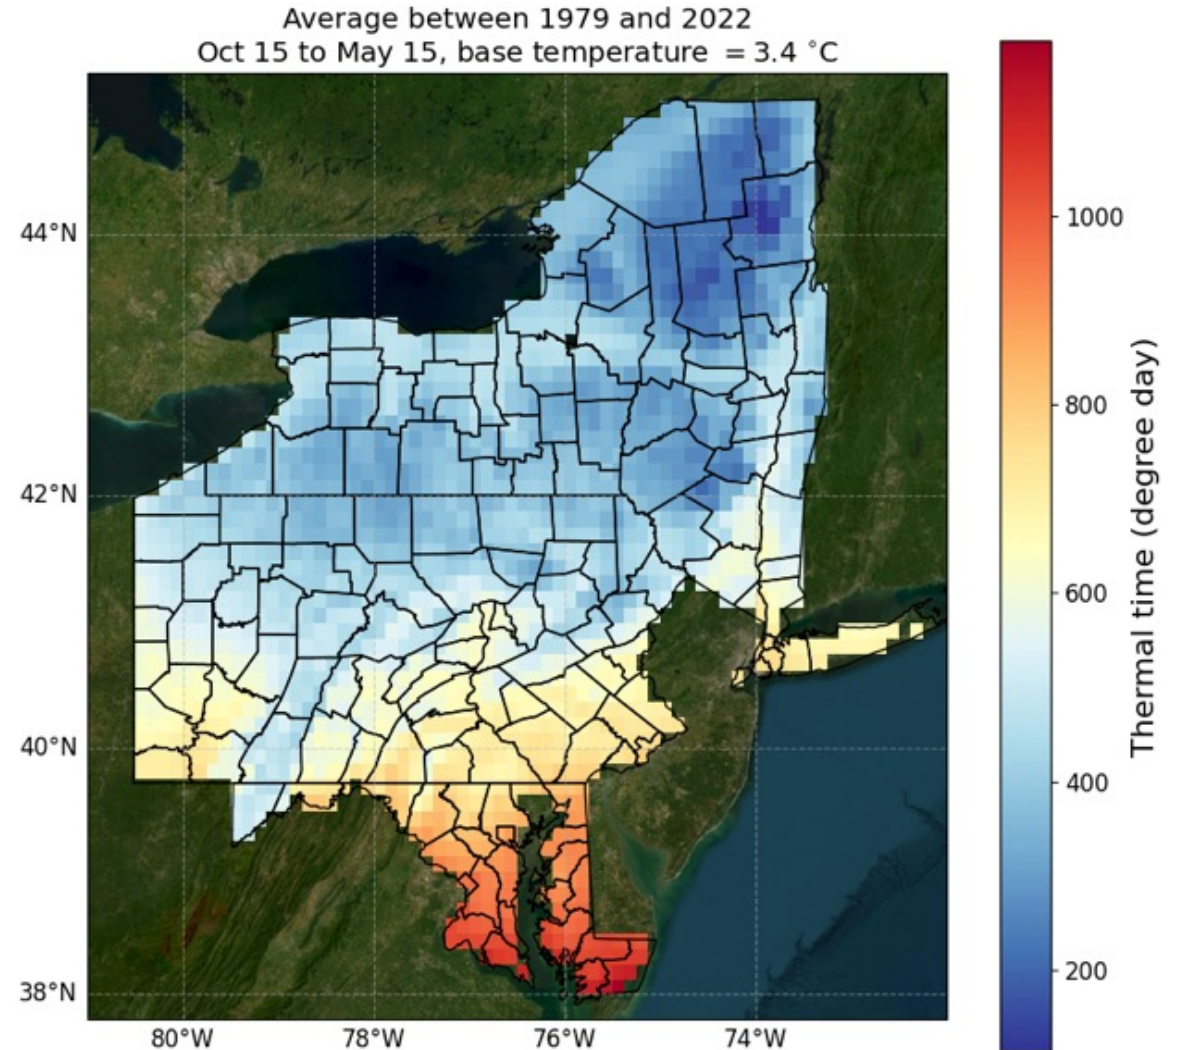 Average between 1979 and 2022
Oct 15 to May 15, base temperature = 3.4 °C
44°N
42°N
40°N
38°N
80°W
78°W
76°W
74°W
1000
800
600
400
200
Thermal time (degree day)